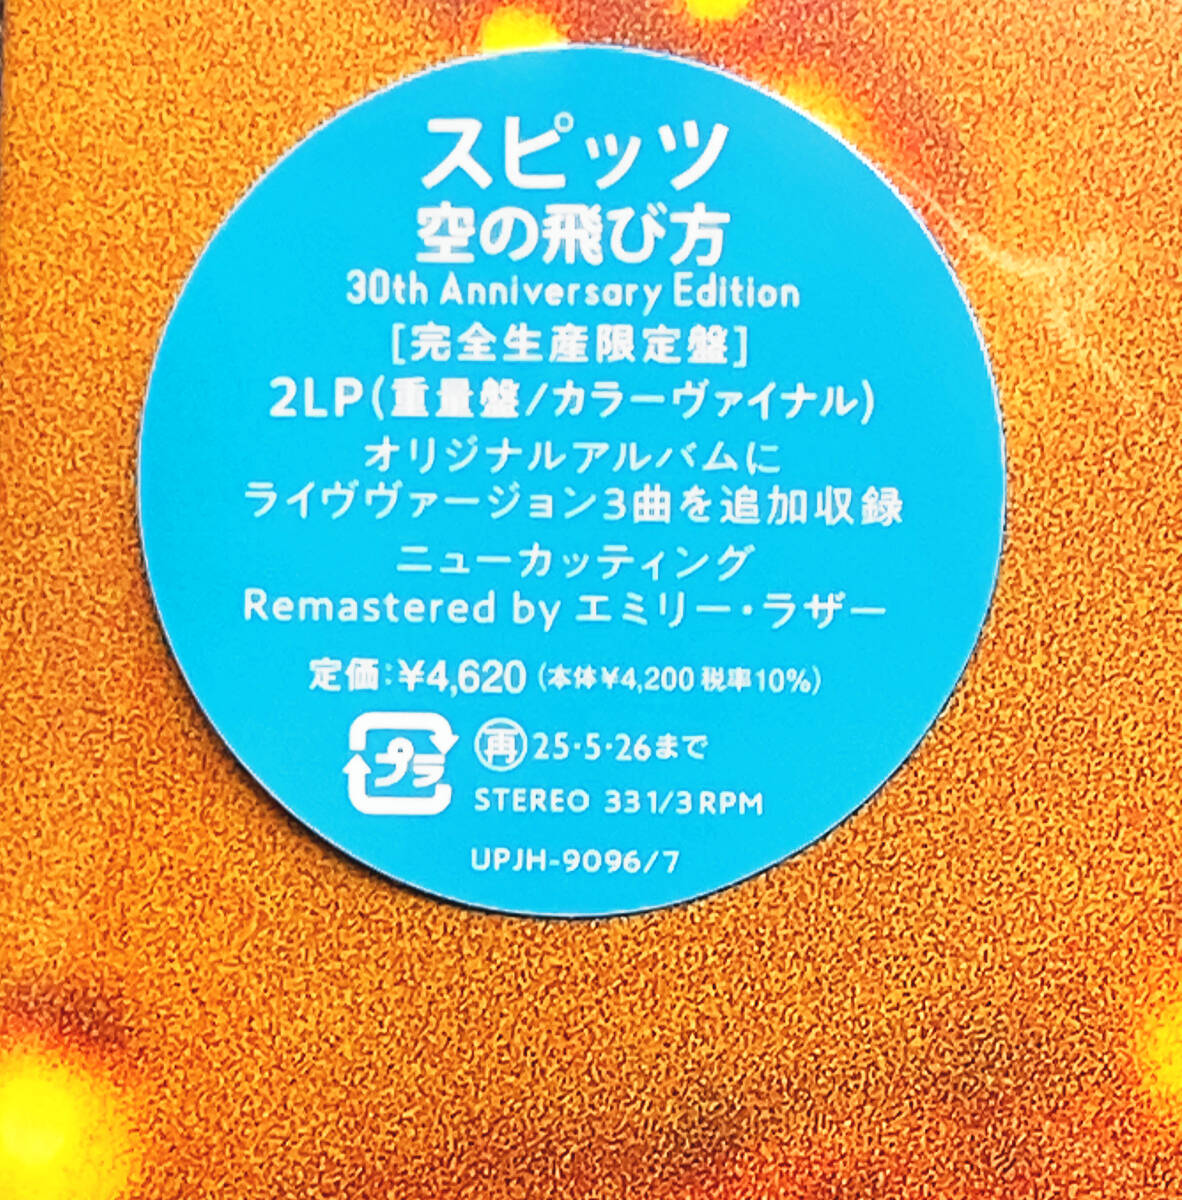 スピッツ
空の飛び方
30th Anniversary Edition
[完全生産限定盤]
2LP(重量盤/カラーヴァイナル)
オリジナルアルバムに
ライヴヴァージョン3曲を追加収録
ニューカッティング
Remastered by エミリー・ラザー
定価:¥4,620 (本体¥4,200 税率10%)
プラ
再 25・5・26まで
STEREO 33 1/3 RPM
UPJH-9096/7